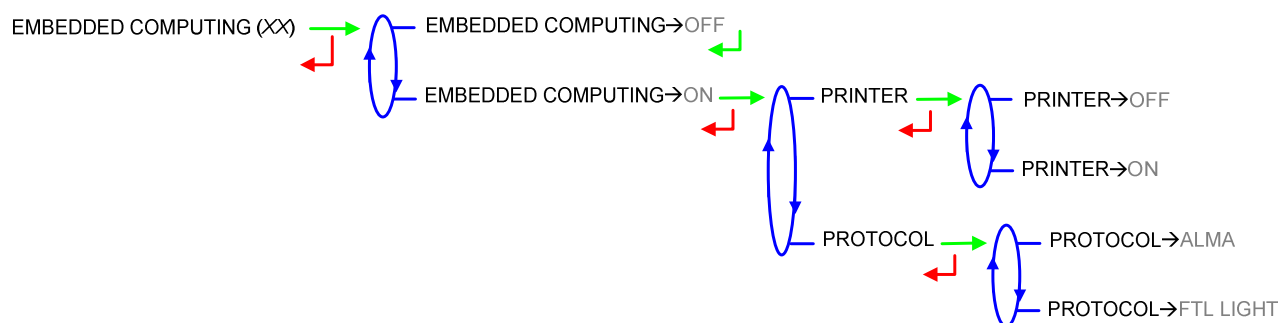 EMBEDDED COMPUTING (XX)
EMBEDDED COMPUTING→OFF
EMBEDDED COMPUTING→ON
PRINTER
PRINTER→OFF
PRINTER→ON
PROTOCOL
PROTOCOL→ALMA
PROTOCOL→FTL LIGHT